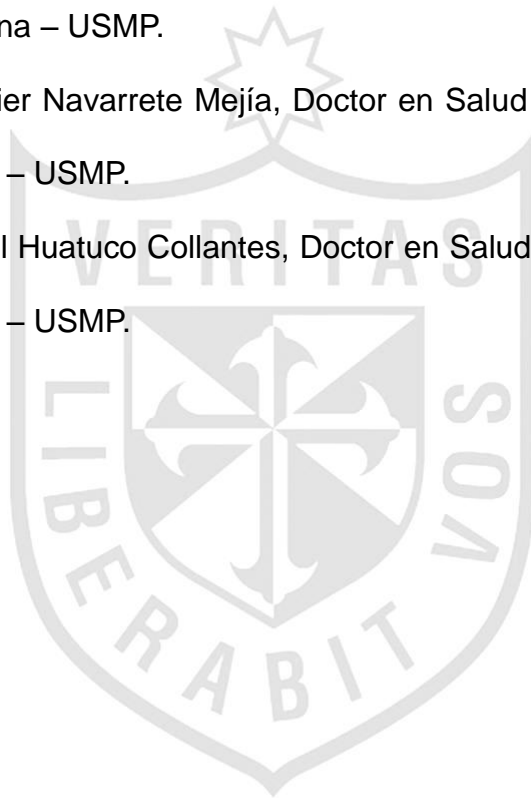 na – USMP.
ier Navarrete Mejía, Doctor en Salud
– USMP.
l Huatuco Collantes, Doctor en Salud
– USMP.
VERITAS
LIBERABIT
VOS